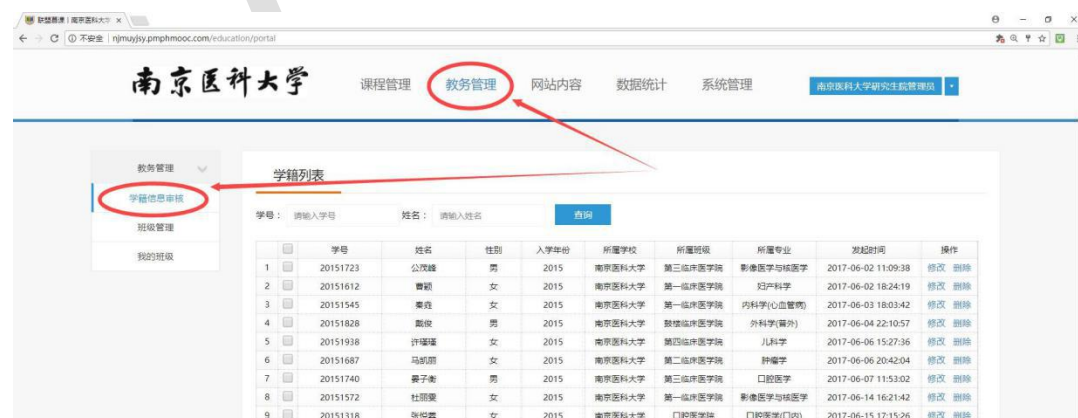 联盟慕课 | 南京医科大学 ×
不安全 | njmuyjsy.pmphmooc.com/education/portal
南京医科大学 课程管理 教务管理 网站内容 数据统计 系统管理 南京医科大学研究生院管理员
教务管理
学籍信息审核
班级管理
我的班级
学籍列表
学号： 请输入学号 姓名： 请输入姓名 查询
学号 姓名 性别 入学年份 所属学校 所属班级 所属专业 发起时间 操作
1 20151723 公茂峰 男 2015 南京医科大学 第三临床医学院 影像医学与核医学 2017-06-02 11:09:38 修改 删除
2 20151612 曹颖 女 2015 南京医科大学 第一临床医学院 妇产科学 2017-06-02 18:24:19 修改 删除
3 20151545 秦垚 女 2015 南京医科大学 第一临床医学院 内科学(心血管病) 2017-06-03 18:03:42 修改 删除
4 20151828 戴俊 男 2015 南京医科大学 鼓楼临床医学院 外科学(普外) 2017-06-04 22:10:57 修改 删除
5 20151938 许瑾瑾 女 2015 南京医科大学 第四临床医学院 儿科学 2017-06-06 15:27:36 修改 删除
6 20151687 马凯丽 女 2015 南京医科大学 第二临床医学院 肿瘤学 2017-06-06 20:42:04 修改 删除
7 20151740 晏子衡 男 2015 南京医科大学 第三临床医学院 口腔医学 2017-06-07 11:53:02 修改 删除
8 20151572 杜丽雯 女 2015 南京医科大学 第一临床医学院 影像医学与核医学 2017-06-14 16:21:42 修改 删除
9 20151318 张悦 女 2015 南京医科大学 口腔医学院 口腔医学(口内) 2017-06-15 17:15:26 修改 删除